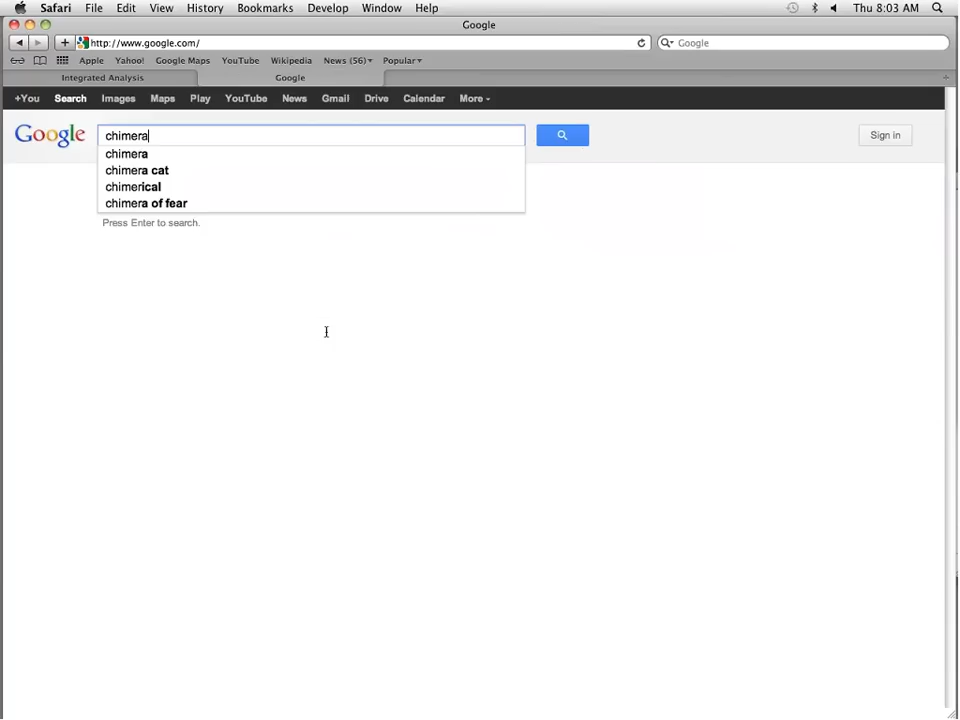 Safari File Edit View History Bookmarks Develop Window Help Thu 8:03 AM
Google
http://www.google.com/ Google
Apple Yahoo! Google Maps YouTube Wikipedia News (56) Popular
Integrated Analysis Google
+You Search Images Maps Play YouTube News Gmail Drive Calendar More
Google chimera Sign in
chimera
chimera cat
chimerical
chimera of fear
Press Enter to search.